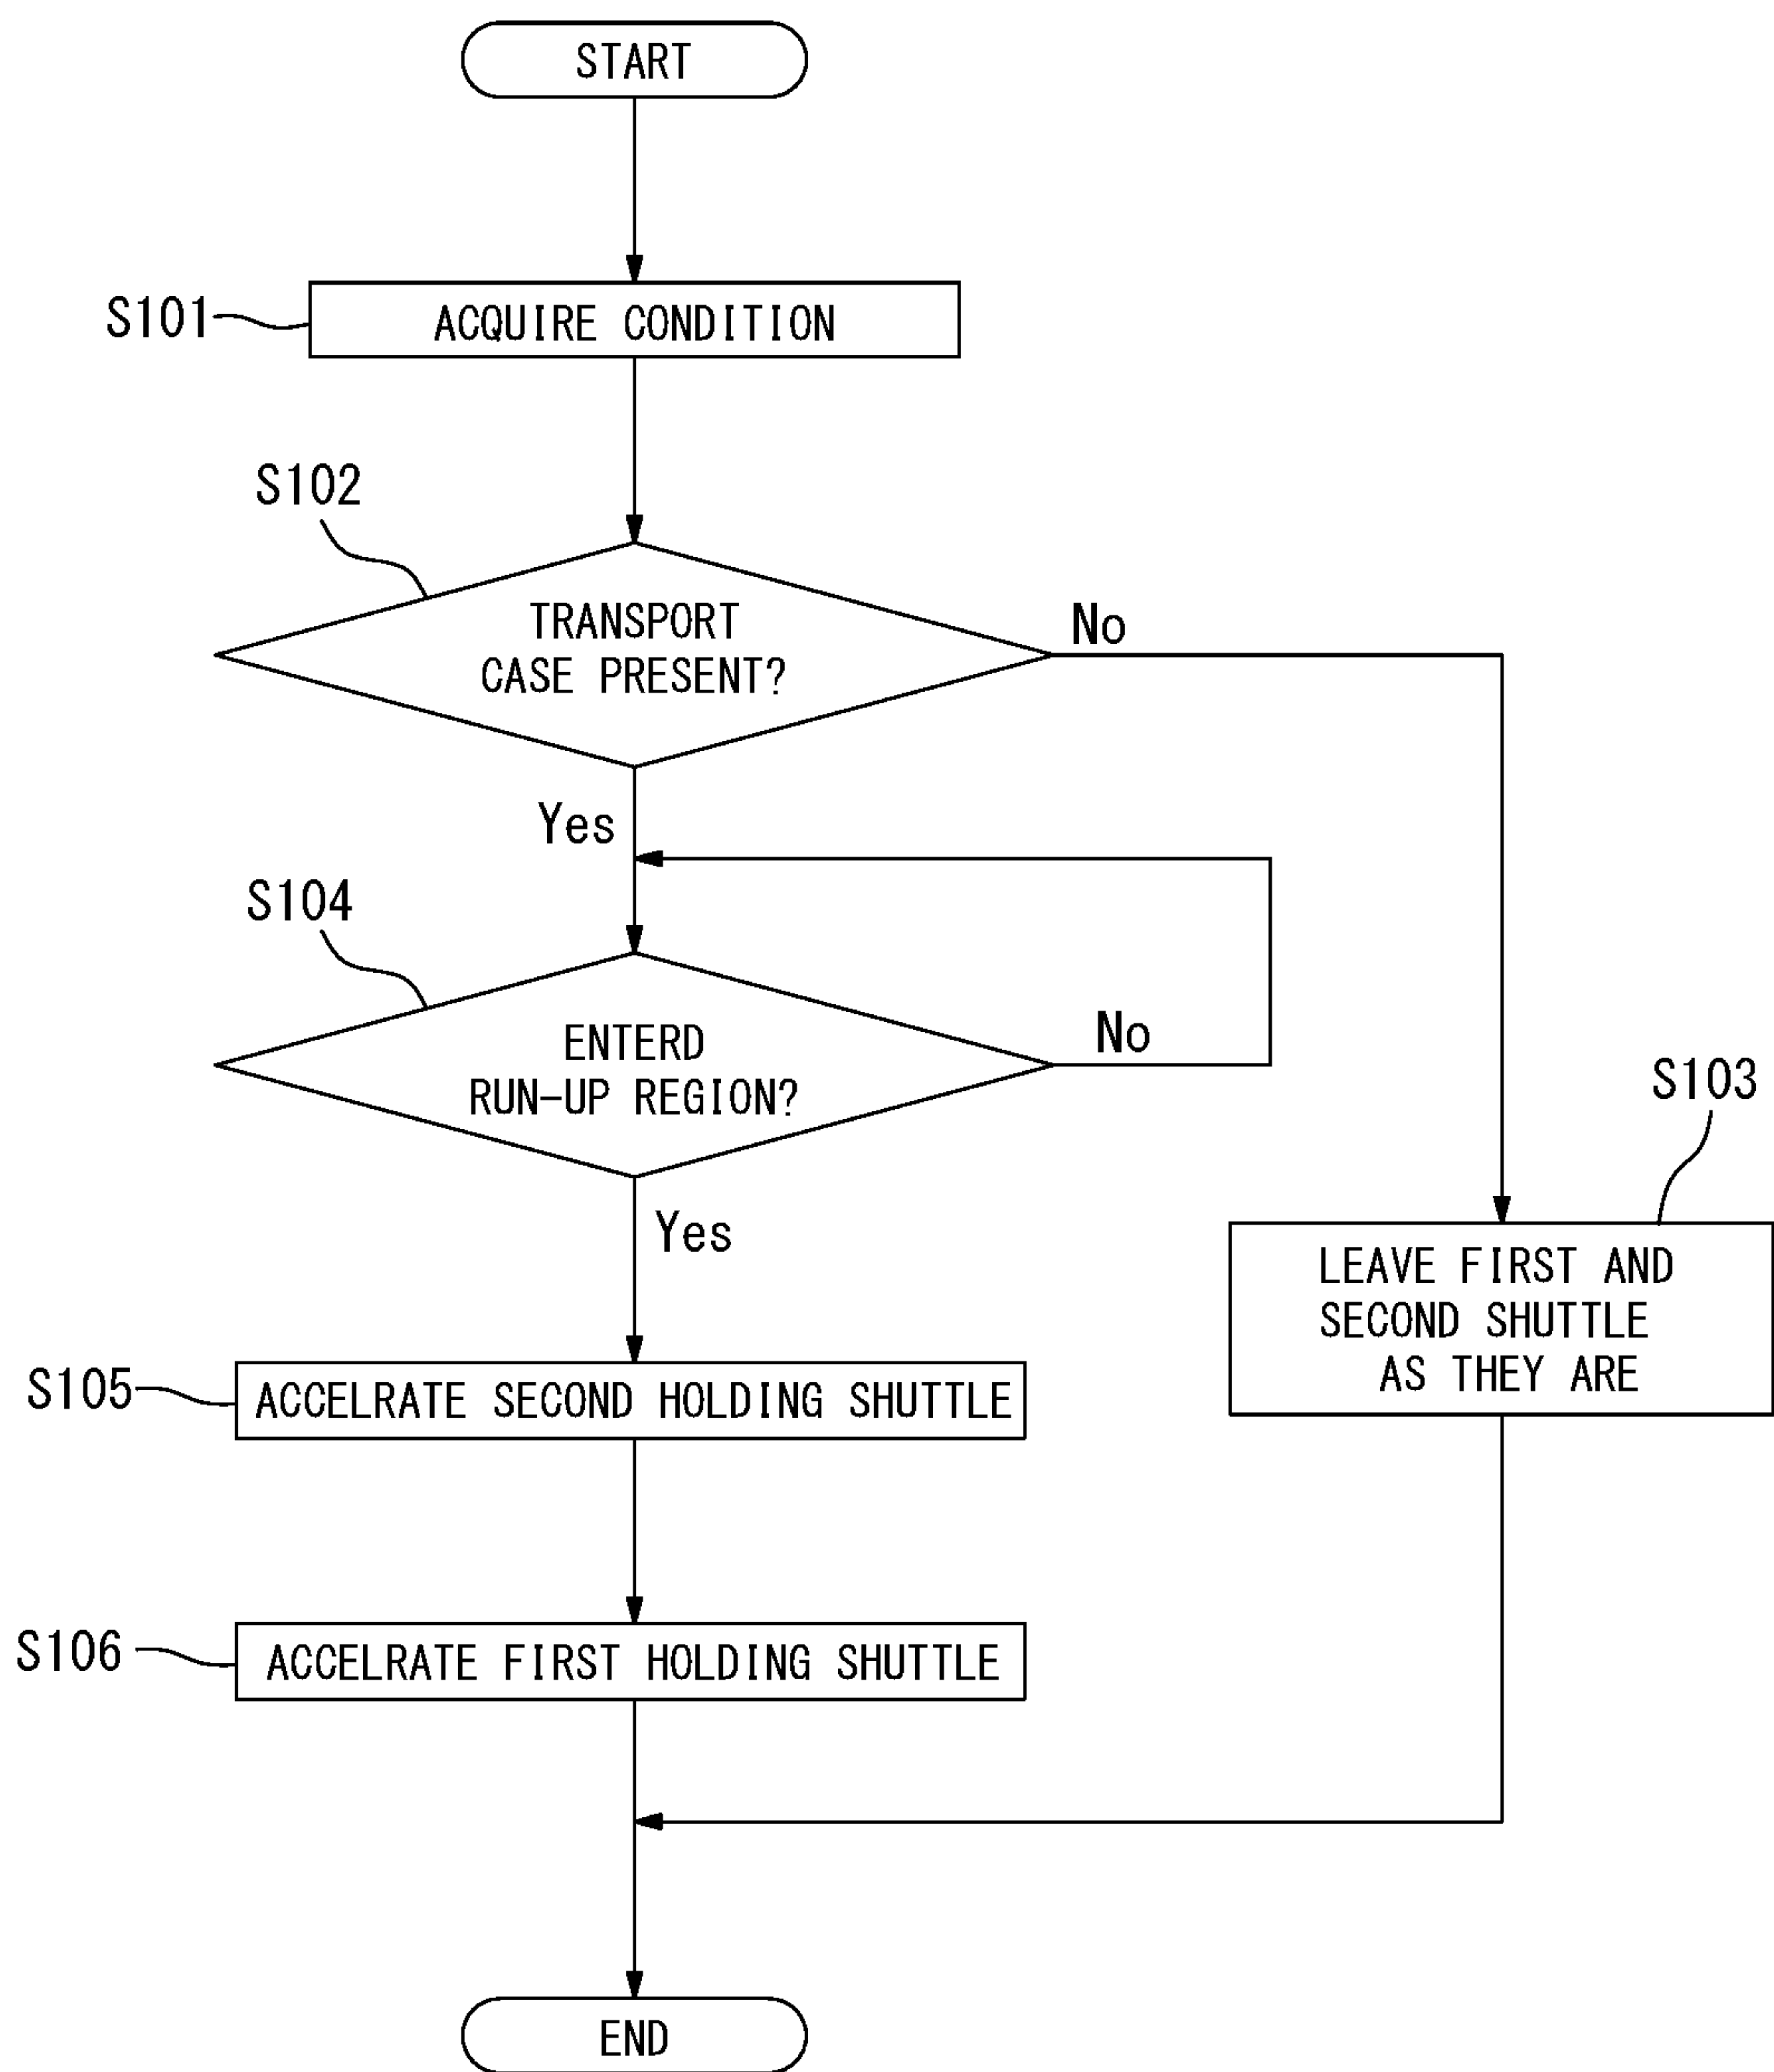 START
S101
ACQUIRE CONDITION
S102
TRANSPORT
CASE PRESENT?
No
Yes
S104
ENTERD
RUN-UP REGION?
No
Yes
S103
LEAVE FIRST AND
SECOND SHUTTLE
AS THEY ARE
S105
ACCELRATE SECOND HOLDING SHUTTLE
S106
ACCELRATE FIRST HOLDING SHUTTLE
END